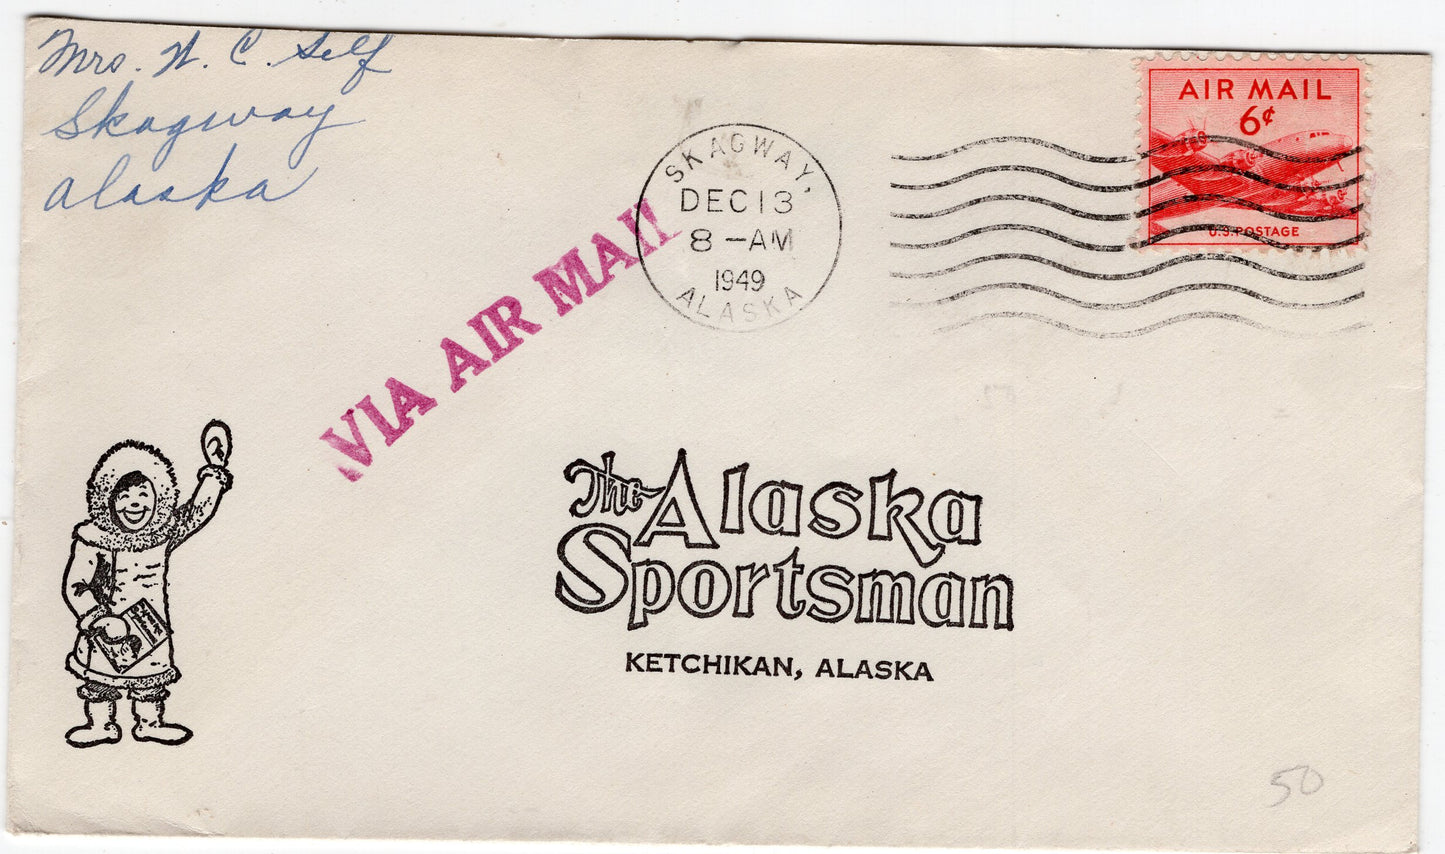 Mrs. W. C. Self
Skagway
Alaska
SKAGWAY,
DEC 13
8 -AM
1949
ALASKA
AIR MAIL
6¢
U.S. POSTAGE
VIA AIR MAIL
The Alaska
Sportsman
KETCHIKAN, ALASKA
50